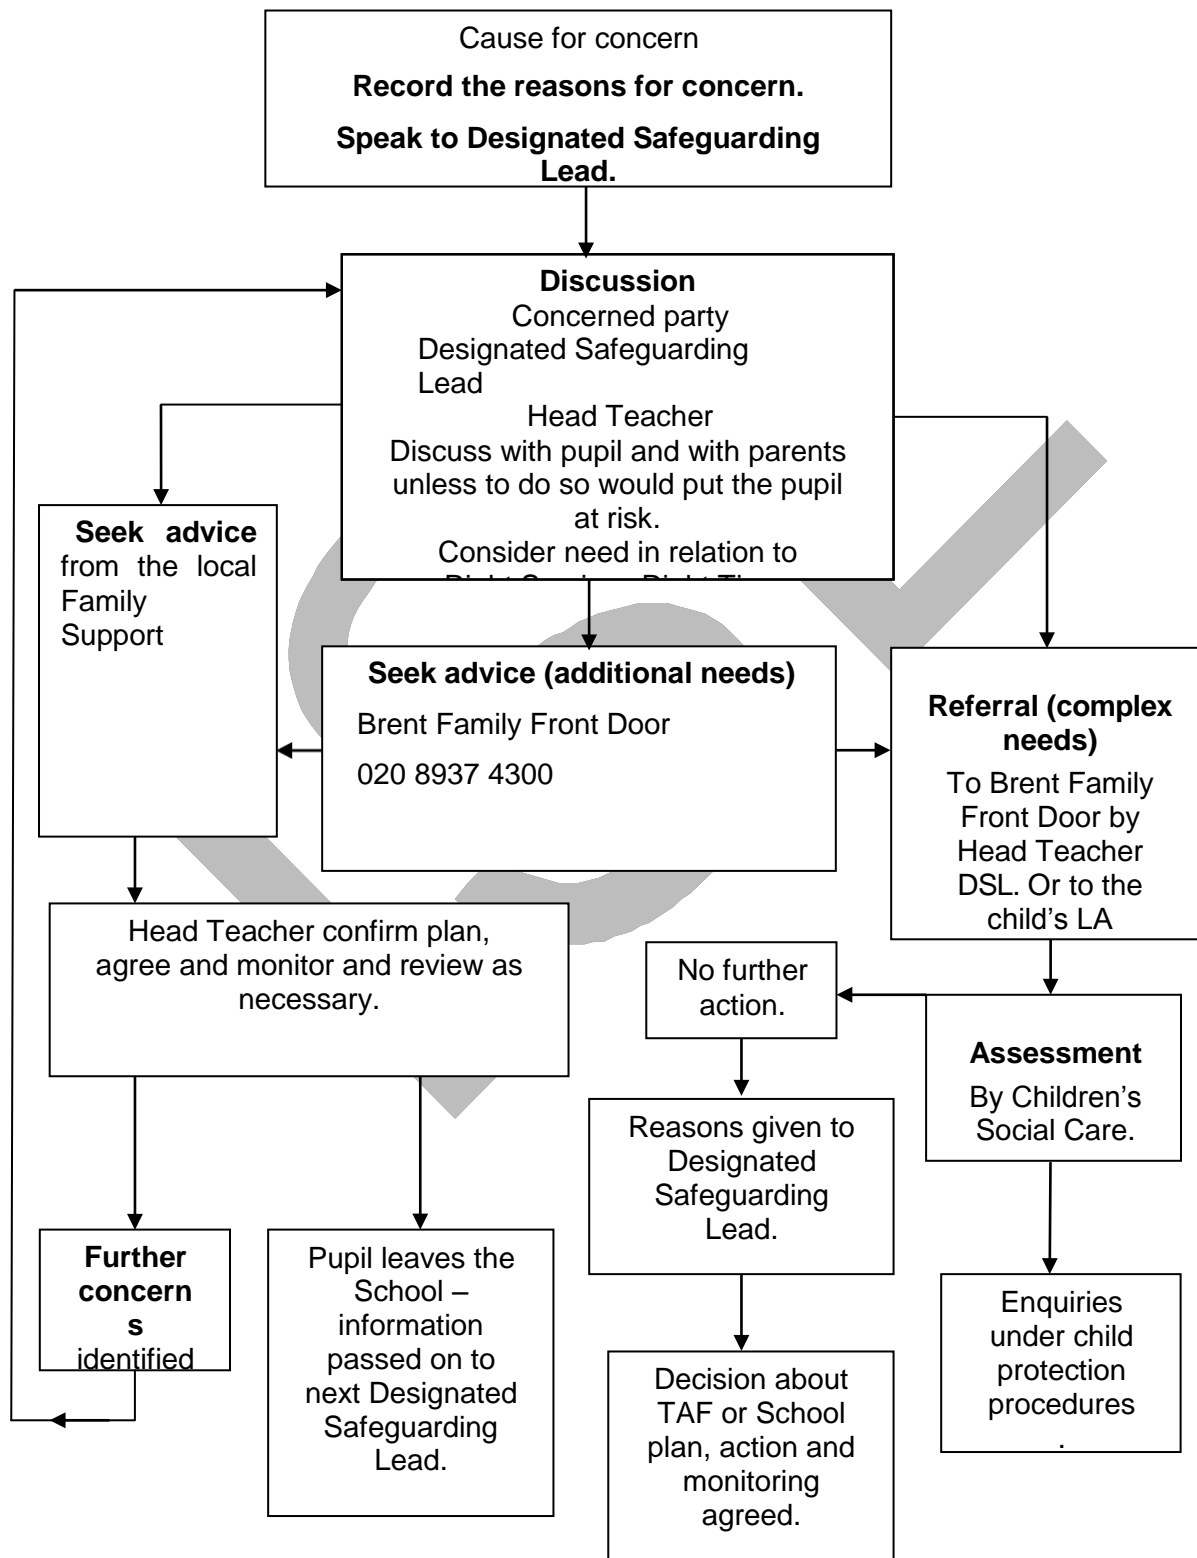 Cause for concern
Record the reasons for concern.
Speak to Designated Safeguarding
Lead.
Discussion
Concerned party
Designated Safeguarding
Lead
Head Teacher
Discuss with pupil and with parents
unless to do so would put the pupil
at risk.
Consider need in relation to
Seek advice
from the local
Family
Support
Seek advice (additional needs)
Brent Family Front Door
020 8937 4300
Referral (complex
needs)
To Brent Family
Front Door by
Head Teacher
DSL. Or to the
child's LA
Head Teacher confirm plan,
agree and monitor and review as
necessary.
No further
action.
Assessment
By Children's
Social Care.
Reasons given to
Designated
Safeguarding
Lead.
Further
concern
s
identified
Pupil leaves the
School –
information
passed on to
next Designated
Safeguarding
Lead.
Enquiries
under child
protection
procedures
.
Decision about
TAF or School
plan, action and
monitoring
agreed.